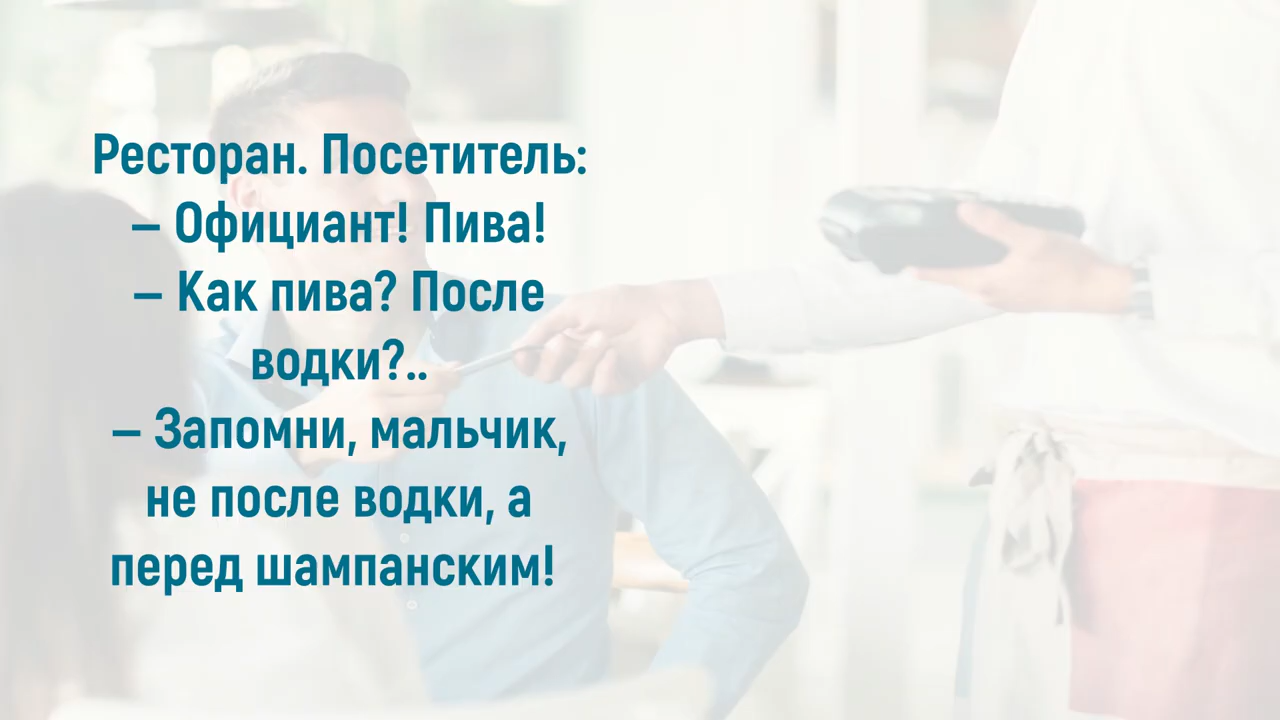 Ресторан. Посетитель:
– Официант! Пива!
– Как пива? После
водки?..
– Запомни, мальчик,
не после водки, а
перед шампанским!